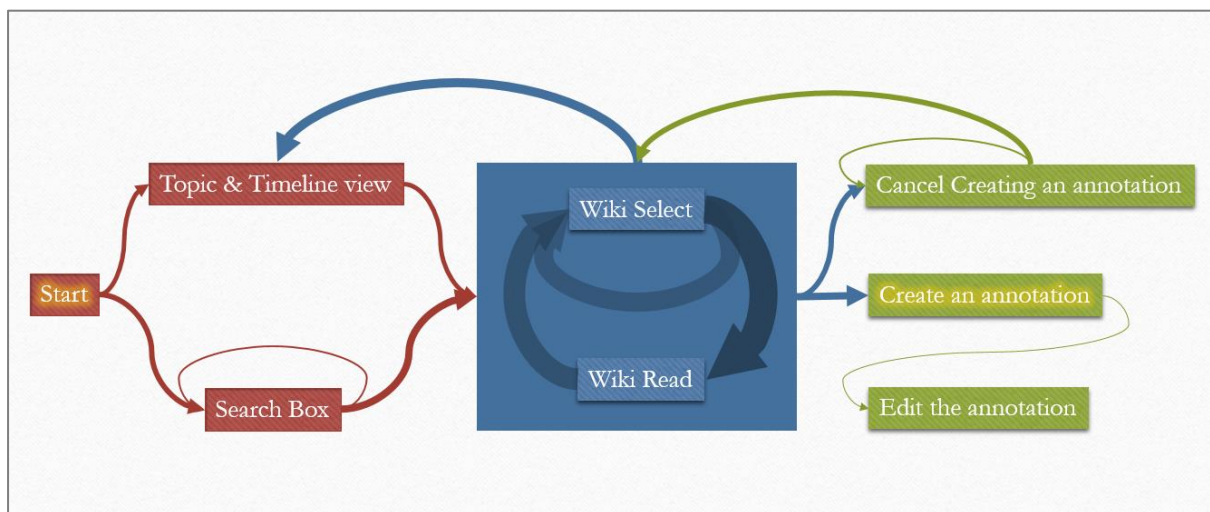 Start
Topic & Timeline view
Search Box
Wiki Select
Wiki Read
Cancel Creating an annotation
Create an annotation
Edit the annotation